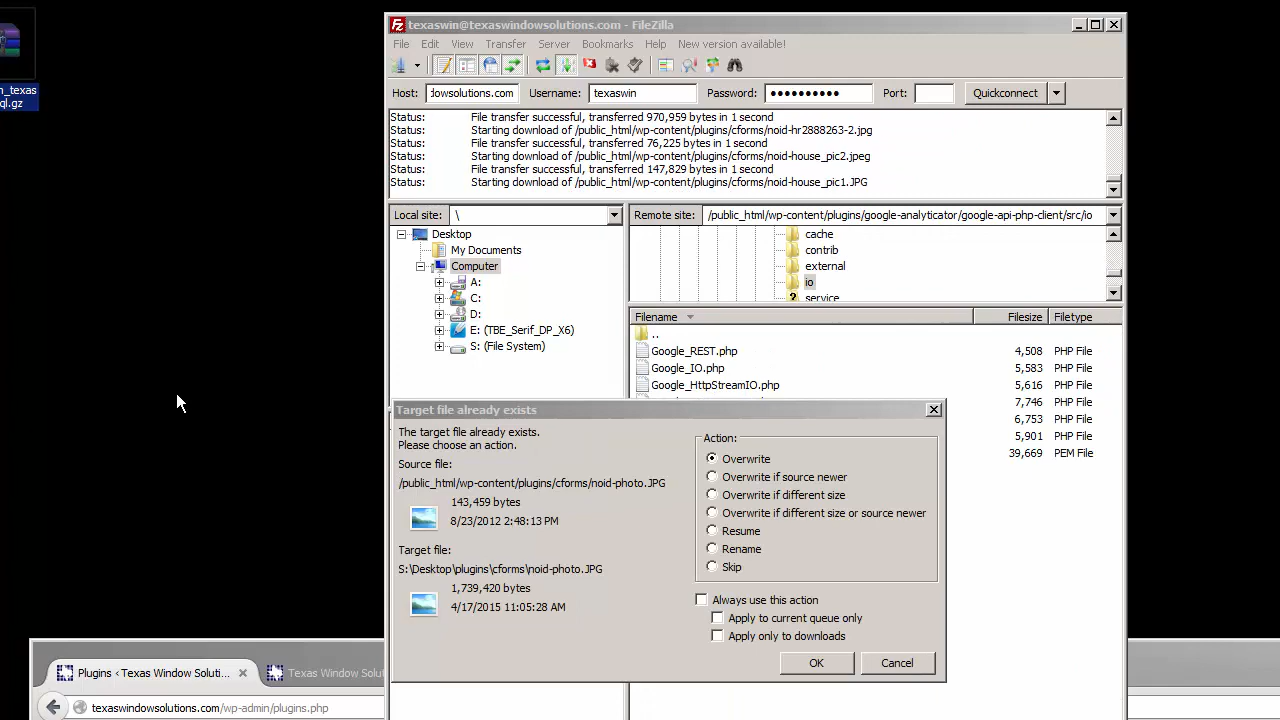 n_texas
ql.gz
texaswin@texaswindowsolutions.com - FileZilla
File Edit View Transfer Server Bookmarks Help New version available!
Host: dowsolutions.com Username: texaswin Password: ●●●●●●●●●● Port: Quickconnect
Status: File transfer successful, transferred 970,959 bytes in 1 second
Status: Starting download of /public_html/wp-content/plugins/cforms/noid-hr2888263-2.jpg
Status: File transfer successful, transferred 76,225 bytes in 1 second
Status: Starting download of /public_html/wp-content/plugins/cforms/noid-house_pic2.jpeg
Status: File transfer successful, transferred 147,829 bytes in 1 second
Status: Starting download of /public_html/wp-content/plugins/cforms/noid-house_pic1.JPG
Local site: \
Remote site: /public_html/wp-content/plugins/google-analyticator/google-api-php-client/src/io
Desktop
My Documents
Computer
A:
C:
D:
E: (TBE_Serif_DP_X6)
S: (File System)
cache
contrib
external
io
service
Filename Filesize Filetype
..
Google_REST.php 4,508 PHP File
Google_IO.php 5,583 PHP File
Google_HttpStreamIO.php 5,616 PHP File
7,746 PHP File
6,753 PHP File
5,901 PHP File
39,669 PEM File
Target file already exists
The target file already exists.
Please choose an action.
Source file:
/public_html/wp-content/plugins/cforms/noid-photo.JPG
143,459 bytes
8/23/2012 2:48:13 PM
Target file:
S:\Desktop\plugins\cforms\noid-photo.JPG
1,739,420 bytes
4/17/2015 11:05:28 AM
Action:
Overwrite
Overwrite if source newer
Overwrite if different size
Overwrite if different size or source newer
Resume
Rename
Skip
Always use this action
Apply to current queue only
Apply only to downloads
OK Cancel
Plugins ‹ Texas Window Soluti...
Texas Window Solut
texaswindowsolutions.com/wp-admin/plugins.php